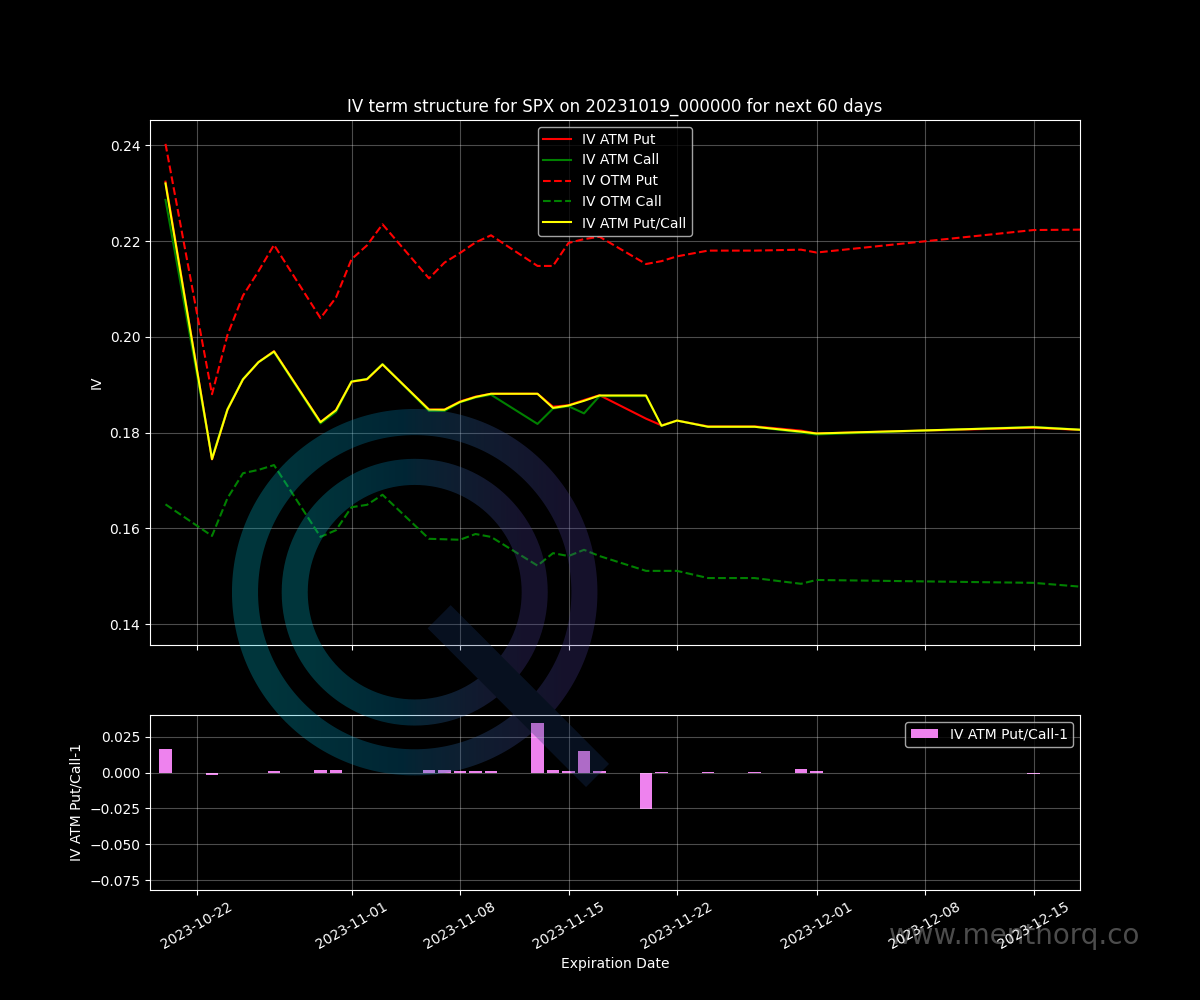 IV term structure for SPX on 20231019_000000 for next 60 days
IV ATM Put
IV ATM Call
IV OTM Put
IV OTM Call
IV ATM Put/Call
IV
0.24
0.22
0.20
0.18
0.16
0.14
IV ATM Put/Call-1
IV ATM Put/Call-1
0.025
0.000
−0.025
−0.050
−0.075
2023-10-22
2023-11-01
2023-11-08
2023-11-15
2023-11-22
2023-12-01
2023-12-08
2023-12-15
Expiration Date
www.menthorq.co